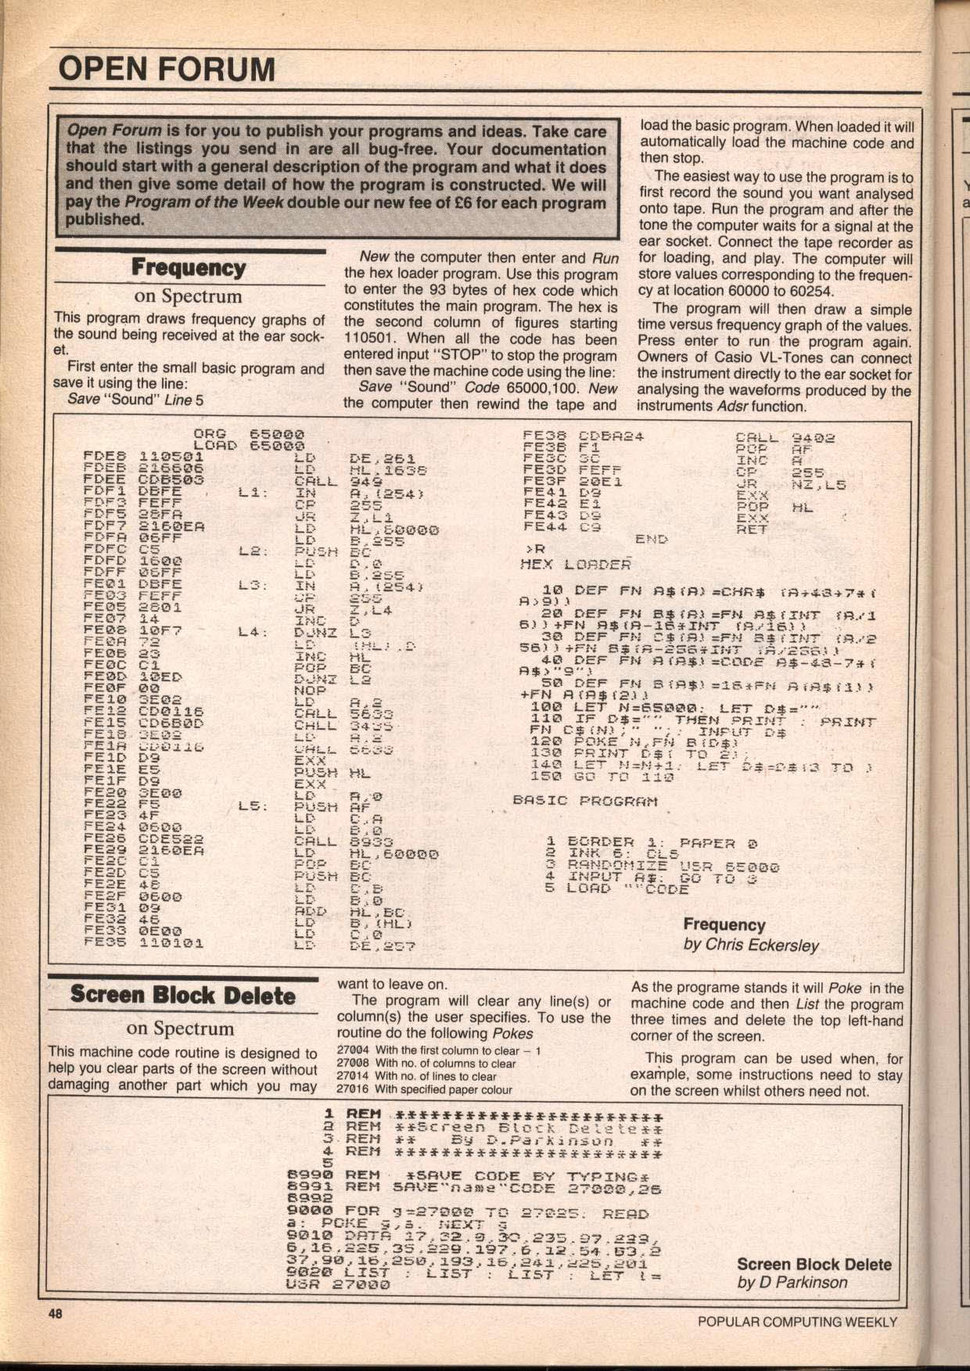 OPEN FORUM
Open Forum is for you to publish your programs and ideas. Take care
that the listings you send in are all bug-free. Your documentation
should start with a general description of the program and what it does
and then give some detail of how the program is constructed. We will
pay the Program of the Week double our new fee of £6 for each program
published.
Frequency
on Spectrum
This program draws frequency graphs of
the sound being received at the ear sock-
et.
First enter the small basic program and
save it using the line:
Save "Sound" Line 5
New the computer then enter and Run
the hex loader program. Use this program
to enter the 93 bytes of hex code which
constitutes the main program. The hex is
the second column of figures starting
110501. When all the code has been
entered input "STOP" to stop the program
then save the machine code using the line:
Save "Sound" Code 65000,100. New
the computer then rewind the tape and
load the basic program. When loaded it will
automatically load the machine code and
then stop.
The easiest way to use the program is to
first record the sound you want analysed
onto tape. Run the program and after the
tone the computer waits for a signal at the
ear socket. Connect the tape recorder as
for loading, and play. The computer will
store values corresponding to the frequen-
cy at location 60000 to 60254.
The program will then draw a simple
time versus frequency graph of the values.
Press enter to run the program again.
Owners of Casio VL-Tones can connect
the instrument directly to the ear socket for
analysing the waveforms produced by the
instruments Adsr function.
ORG 65000
LOAD 65000
FDE8 110501 LD DE,261
FDEB 216606 LD HL,1638
FDEE CDB503 CALL 949
FDF1 DBFE L1: IN A,(254)
FDF3 FEFF CP 255
FDF5 28FA JR Z,L1
FDF7 2160EA LD HL,60000
FDFA 06FF LD B,255
FDFC C5 L2: PUSH BC
FDFD 1600 LD D,0
FDFF 06FF LD B,255
FE01 DBFE L3: IN A,(254)
FE03 FEFF CP 255
FE05 2801 JR Z,L4
FE07 14 INC D
FE08 10F7 L4: DJNZ L3
FE0A 72 LD (HL),D
FE0B 23 INC HL
FE0C C1 POP BC
FE0D 10ED DJNZ L2
FE0F 00 NOP
FE10 3E02 LD A,2
FE12 CD0116 CALL 5633
FE15 CD6B0D CALL 3435
FE18 3E02 LD A,2
FE1A CD0116 CALL 5633
FE1D D9 EXX
FE1E E5 PUSH HL
FE1F D9 EXX
FE20 3E00 LD A,0
FE22 F5 L5: PUSH AF
FE23 4F LD C,A
FE24 0600 LD B,0
FE26 CDE522 CALL 8933
FE29 2160EA LD HL,60000
FE2C C1 POP BC
FE2D C5 PUSH BC
FE2E 48 LD C,B
FE2F 0600 LD B,0
FE31 09 ADD HL,BC
FE32 46 LD B,(HL)
FE33 0E00 LD C,0
FE35 110101 LD DE,257
FE38 CDBA24 CALL 9402
FE3B F1 POP AF
FE3C 3C INC A
FE3D FEFF CP 255
FE3F 20E1 JR NZ,L5
FE41 D9 EXX
FE42 E1 POP HL
FE43 D9 EXX
FE44 C9 RET
END
>R
HEX LOADER
10 DEF FN A$(A)=CHR$ (A+48+7*(
A>9))
20 DEF FN B$(A)=FN A$(INT (A/1
6))+FN A$(A-16*INT (A/16))
30 DEF FN C$(A)=FN B$(INT (A/2
56))+FN B$(A-256*INT (A/256))
40 DEF FN A(A$)=CODE A$-48-7*(
A$>"9")
50 DEF FN B(A$)=16*FN A(A$(1))
+FN A(A$(2))
100 LET N=65000: LET D$=""
110 IF D$="" THEN PRINT : PRINT
FN C$(N);" ";: INPUT D$
120 POKE N,FN B(D$)
130 PRINT D$( TO 2);
140 LET N=N+1: LET D$=D$(3 TO )
150 GO TO 110
BASIC PROGRAM
1 BORDER 1: PAPER 0
2 INK 6: CLS
3 RANDOMIZE USR 65000
4 INPUT A$: GO TO 3
5 LOAD ""CODE
Frequency
by Chris Eckersley
Screen Block Delete
on Spectrum
This machine code routine is designed to
help you clear parts of the screen without
damaging another part which you may
want to leave on.
The program will clear any line(s) or
column(s) the user specifies. To use the
routine do the following Pokes
27004 With the first column to clear – 1
27008 With no. of columns to clear
27014 With no. of lines to clear
27016 With specified paper colour
As the programe stands it will Poke in the
machine code and then List the program
three times and delete the top left-hand
corner of the screen.
This program can be used when, for
example, some instructions need to stay
on the screen whilst others need not.
1 REM **********************
2 REM **Screen Block Delete**
3 REM ** By D.Parkinson **
4 REM **********************
5
8990 REM *SAVE CODE BY TYPING*
8991 REM SAVE"name"CODE 27000,26
8992
9000 FOR g=27000 TO 27025: READ
a: POKE g,a: NEXT g
9010 DATA 17,32,0,30,235,97,229,
6,16,225,35,229,197,6,12,54,53,2
37,90,16,250,193,16,241,225,201
9020 LIST : LIST : LIST : LET l=
USR 27000
Screen Block Delete
by D Parkinson
48
POPULAR COMPUTING WEEKLY